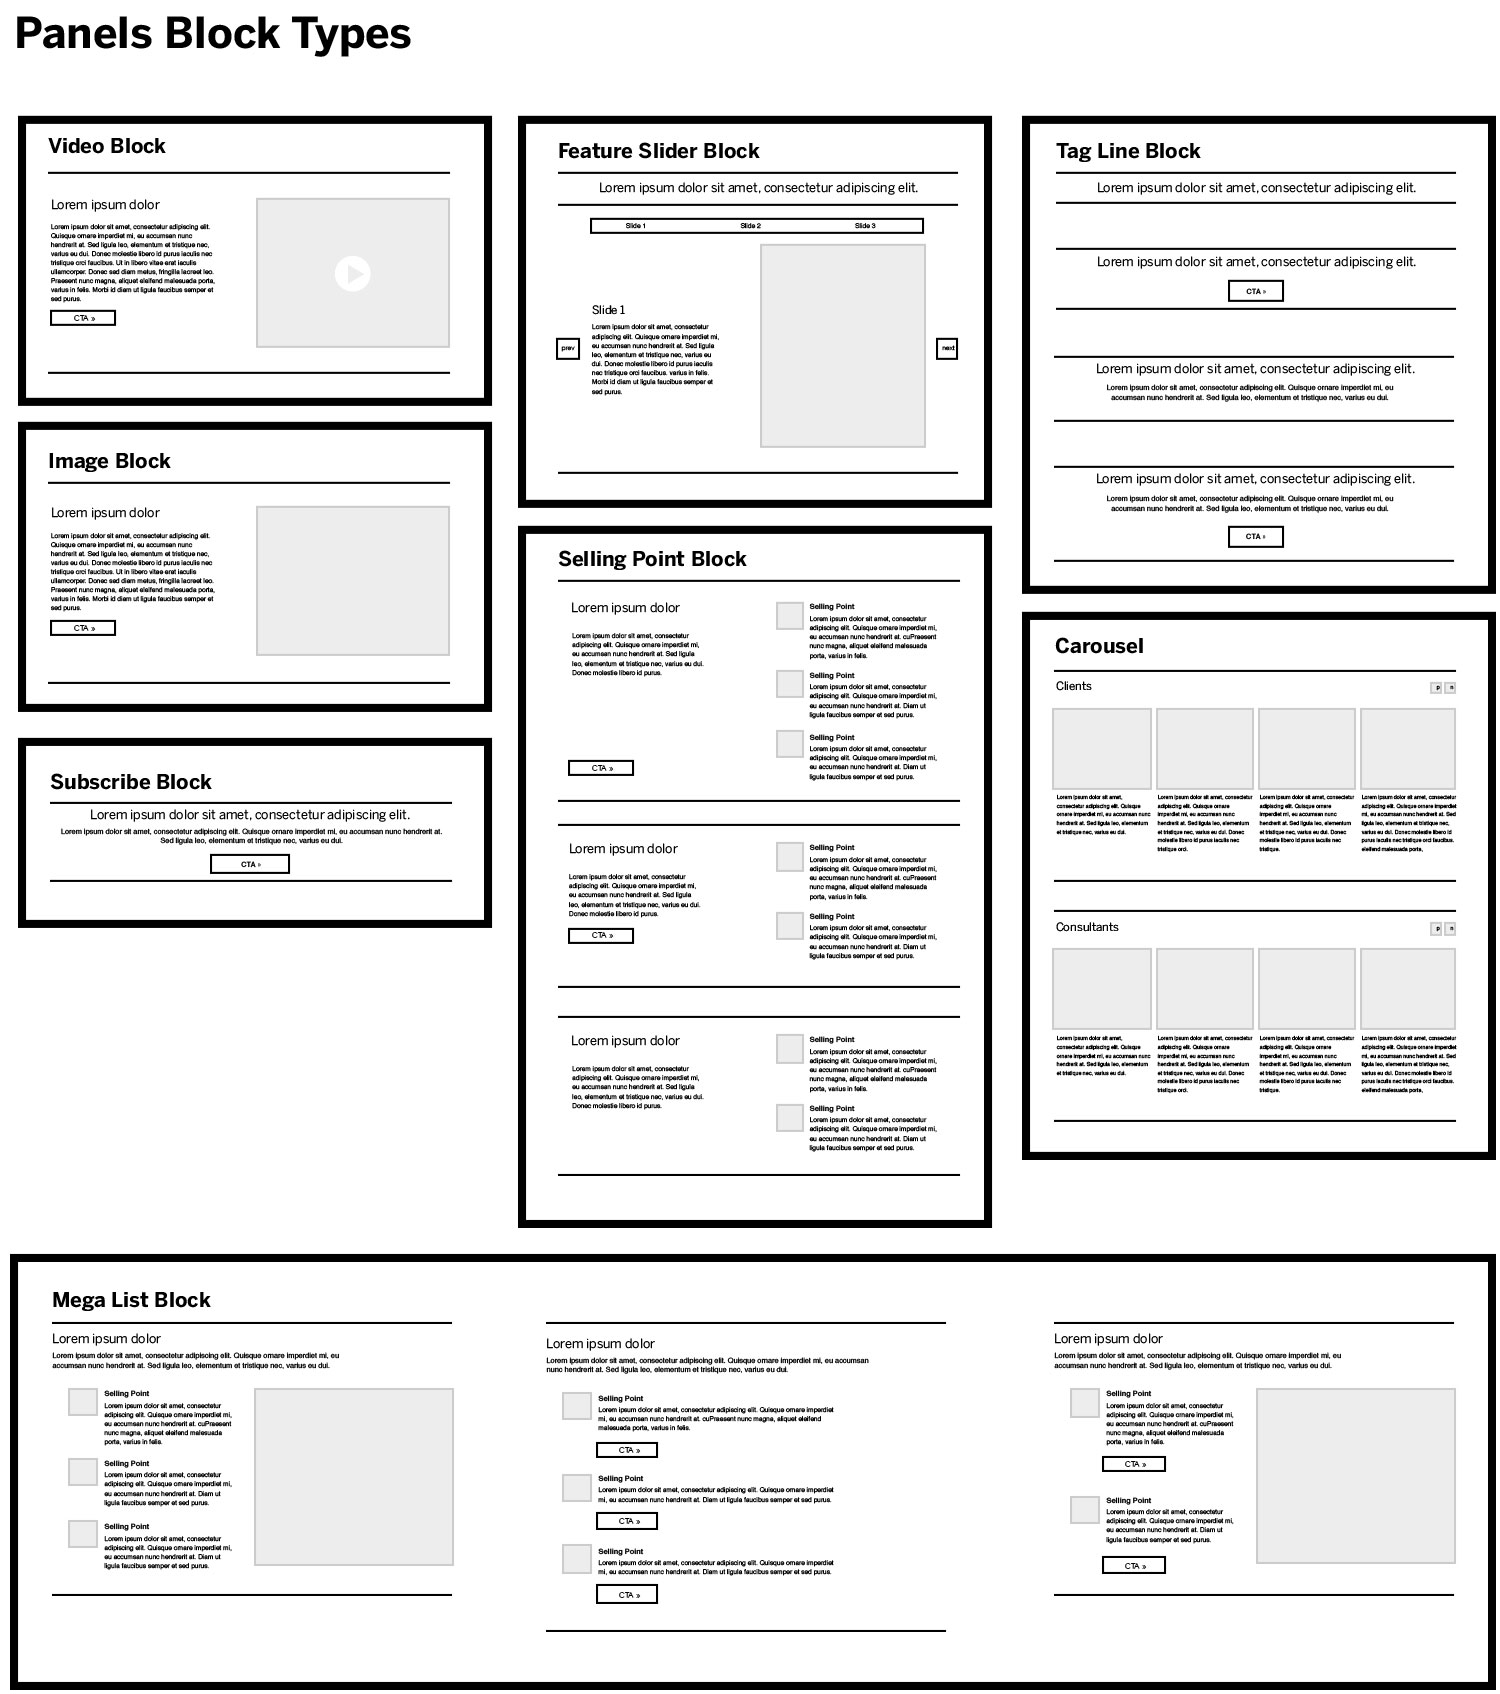 Panels Block Types
Video Block
Lorem ipsum dolor
Lorem ipsum dolor sit amet, consectetur adipiscing elit.
Quisque ornare imperdiet mi, eu accumsan nunc
hendrerit at. Sed ligula leo, elementum et tristique nec,
varius eu dui. Donec molestie libero id purus iaculis nec
tristique orci faucibus. Ut in libero vitae erat iaculis
ullamcorper. Donec sed diam metus, fringilla laoreet leo.
Praesent nunc magna, aliquet eleifend malesuada porta,
varius in felis. Morbi id diam ut ligula faucibus semper et
sed purus.
CTA »
Image Block
Lorem ipsum dolor
Lorem ipsum dolor sit amet, consectetur adipiscing elit.
Quisque ornare imperdiet mi, eu accumsan nunc
hendrerit at. Sed ligula leo, elementum et tristique nec,
varius eu dui. Donec molestie libero id purus iaculis nec
tristique orci faucibus. Ut in libero vitae erat iaculis
ullamcorper. Donec sed diam metus, fringilla laoreet leo.
Praesent nunc magna, aliquet eleifend malesuada porta,
varius in felis. Morbi id diam ut ligula faucibus semper et
sed purus.
CTA »
Subscribe Block
Lorem ipsum dolor sit amet, consectetur adipiscing elit.
Lorem ipsum dolor sit amet, consectetur adipiscing elit. Quisque ornare imperdiet mi, eu accumsan nunc hendrerit at.
Sed ligula leo, elementum et tristique nec, varius eu dui.
CTA »
Feature Slider Block
Lorem ipsum dolor sit amet, consectetur adipiscing elit.
Slide 1 Slide 2 Slide 3
Slide 1
Lorem ipsum dolor sit amet, consectetur
adipiscing elit. Quisque ornare imperdiet mi,
eu accumsan nunc hendrerit at. Sed ligula
leo, elementum et tristique nec, varius eu
dui. Donec molestie libero id purus iaculis
nec tristique orci faucibus. varius in felis.
Morbi id diam ut ligula faucibus semper et
sed purus.
prev
next
Selling Point Block
Lorem ipsum dolor
Lorem ipsum dolor sit amet, consectetur
adipiscing elit. Quisque ornare imperdiet mi,
eu accumsan nunc hendrerit at. Sed ligula
leo, elementum et tristique nec, varius eu dui.
Donec molestie libero id purus.
CTA »
Selling Point
Lorem ipsum dolor sit amet, consectetur
adipiscing elit. Quisque ornare imperdiet mi,
eu accumsan nunc hendrerit at. cuPraesent
nunc magna, aliquet eleifend malesuada
porta, varius in felis.
Selling Point
Lorem ipsum dolor sit amet, consectetur
adipiscing elit. Quisque ornare imperdiet mi,
eu accumsan nunc hendrerit at. Diam ut
ligula faucibus semper et sed purus.
Selling Point
Lorem ipsum dolor sit amet, consectetur
adipiscing elit. Quisque ornare imperdiet mi,
eu accumsan nunc hendrerit at. Diam ut
ligula faucibus semper et sed purus.
Lorem ipsum dolor
Lorem ipsum dolor sit amet, consectetur
adipiscing elit. Quisque ornare imperdiet mi,
eu accumsan nunc hendrerit at. Sed ligula
leo, elementum et tristique nec, varius eu dui.
Donec molestie libero id purus.
CTA »
Selling Point
Lorem ipsum dolor sit amet, consectetur
adipiscing elit. Quisque ornare imperdiet mi,
eu accumsan nunc hendrerit at. cuPraesent
nunc magna, aliquet eleifend malesuada
porta, varius in felis.
Selling Point
Lorem ipsum dolor sit amet, consectetur
adipiscing elit. Quisque ornare imperdiet mi,
eu accumsan nunc hendrerit at. Diam ut
ligula faucibus semper et sed purus.
Lorem ipsum dolor
Lorem ipsum dolor sit amet, consectetur
adipiscing elit. Quisque ornare imperdiet mi,
eu accumsan nunc hendrerit at. Sed ligula
leo, elementum et tristique nec, varius eu dui.
Donec molestie libero id purus.
Selling Point
Lorem ipsum dolor sit amet, consectetur
adipiscing elit. Quisque ornare imperdiet mi,
eu accumsan nunc hendrerit at. cuPraesent
nunc magna, aliquet eleifend malesuada
porta, varius in felis.
Selling Point
Lorem ipsum dolor sit amet, consectetur
adipiscing elit. Quisque ornare imperdiet mi,
eu accumsan nunc hendrerit at. Diam ut
ligula faucibus semper et sed purus.
Tag Line Block
Lorem ipsum dolor sit amet, consectetur adipiscing elit.
Lorem ipsum dolor sit amet, consectetur adipiscing elit.
CTA »
Lorem ipsum dolor sit amet, consectetur adipiscing elit.
Lorem ipsum dolor sit amet, consectetur adipiscing elit. Quisque ornare imperdiet mi, eu
accumsan nunc hendrerit at. Sed ligula leo, elementum et tristique nec, varius eu dui.
Lorem ipsum dolor sit amet, consectetur adipiscing elit.
Lorem ipsum dolor sit amet, consectetur adipiscing elit. Quisque ornare imperdiet mi, eu
accumsan nunc hendrerit at. Sed ligula leo, elementum et tristique nec, varius eu dui.
CTA »
Carousel
Clients
p n
Lorem ipsum dolor sit amet,
consectetur adipiscing elit. Quisque
ornare imperdiet mi, eu accumsan nunc
hendrerit at. Sed ligula leo, elementum
et tristique nec, varius eu dui.
Lorem ipsum dolor sit amet, consectetur
adipiscing elit. Quisque ornare
imperdiet mi, eu accumsan nunc
hendrerit at. Sed ligula leo, elementum
et tristique nec, varius eu dui. Donec
molestie libero id purus iaculis nec
tristique orci.
Lorem ipsum dolor sit amet, consectetur
adipiscing elit. Quisque ornare
imperdiet mi, eu accumsan nunc
hendrerit at. Sed ligula leo, elementum
et tristique nec, varius eu dui. Donec
molestie libero id purus iaculis nec
tristique.
Lorem ipsum dolor sit amet, consectetur
adipiscing elit. Quisque ornare imperdiet
mi, eu accumsan nunc hendrerit at. Sed
ligula leo, elementum et tristique nec,
varius eu dui. Donec molestie libero id
purus iaculis nec tristique orci faucibus.
eleifend malesuada porta,
Consultants
p n
Lorem ipsum dolor sit amet,
consectetur adipiscing elit. Quisque
ornare imperdiet mi, eu accumsan nunc
hendrerit at. Sed ligula leo, elementum
et tristique nec, varius eu dui.
Lorem ipsum dolor sit amet, consectetur
adipiscing elit. Quisque ornare
imperdiet mi, eu accumsan nunc
hendrerit at. Sed ligula leo, elementum
et tristique nec, varius eu dui. Donec
molestie libero id purus iaculis nec
tristique orci.
Lorem ipsum dolor sit amet, consectetur
adipiscing elit. Quisque ornare
imperdiet mi, eu accumsan nunc
hendrerit at. Sed ligula leo, elementum
et tristique nec, varius eu dui. Donec
molestie libero id purus iaculis nec
tristique.
Lorem ipsum dolor sit amet, consectetur
adipiscing elit. Quisque ornare imperdiet
mi, eu accumsan nunc hendrerit at. Sed
ligula leo, elementum et tristique nec,
varius eu dui. Donec molestie libero id
purus iaculis nec tristique orci faucibus.
eleifend malesuada porta,
Mega List Block
Lorem ipsum dolor
Lorem ipsum dolor sit amet, consectetur adipiscing elit. Quisque ornare imperdiet mi, eu
accumsan nunc hendrerit at. Sed ligula leo, elementum et tristique nec, varius eu dui.
Selling Point
Lorem ipsum dolor sit amet, consectetur
adipiscing elit. Quisque ornare imperdiet mi,
eu accumsan nunc hendrerit at. cuPraesent
nunc magna, aliquet eleifend malesuada
porta, varius in felis.
Selling Point
Lorem ipsum dolor sit amet, consectetur
adipiscing elit. Quisque ornare imperdiet mi,
eu accumsan nunc hendrerit at. Diam ut
ligula faucibus semper et sed purus.
Selling Point
Lorem ipsum dolor sit amet, consectetur
adipiscing elit. Quisque ornare imperdiet mi,
eu accumsan nunc hendrerit at. Diam ut
ligula faucibus semper et sed purus.
Lorem ipsum dolor
Lorem ipsum dolor sit amet, consectetur adipiscing elit. Quisque ornare imperdiet mi, eu accumsan
nunc hendrerit at. Sed ligula leo, elementum et tristique nec, varius eu dui.
Selling Point
Lorem ipsum dolor sit amet, consectetur adipiscing elit. Quisque ornare imperdiet
mi, eu accumsan nunc hendrerit at. cuPraesent nunc magna, aliquet eleifend
malesuada porta, varius in felis.
CTA »
Selling Point
Lorem ipsum dolor sit amet, consectetur adipiscing elit. Quisque ornare imperdiet
mi, eu accumsan nunc hendrerit at. Diam ut ligula faucibus semper et sed purus.
CTA »
Selling Point
Lorem ipsum dolor sit amet, consectetur adipiscing elit. Quisque ornare imperdiet
mi, eu accumsan nunc hendrerit at. Diam ut ligula faucibus semper et sed purus.
CTA »
Lorem ipsum dolor
Lorem ipsum dolor sit amet, consectetur adipiscing elit. Quisque ornare imperdiet mi, eu
accumsan nunc hendrerit at. Sed ligula leo, elementum et tristique nec, varius eu dui.
Selling Point
Lorem ipsum dolor sit amet, consectetur
adipiscing elit. Quisque ornare imperdiet mi,
eu accumsan nunc hendrerit at. cuPraesent
nunc magna, aliquet eleifend malesuada
porta, varius in felis.
CTA »
Selling Point
Lorem ipsum dolor sit amet, consectetur
adipiscing elit. Quisque ornare imperdiet mi,
eu accumsan nunc hendrerit at. Diam ut
ligula faucibus semper et sed purus.
CTA »